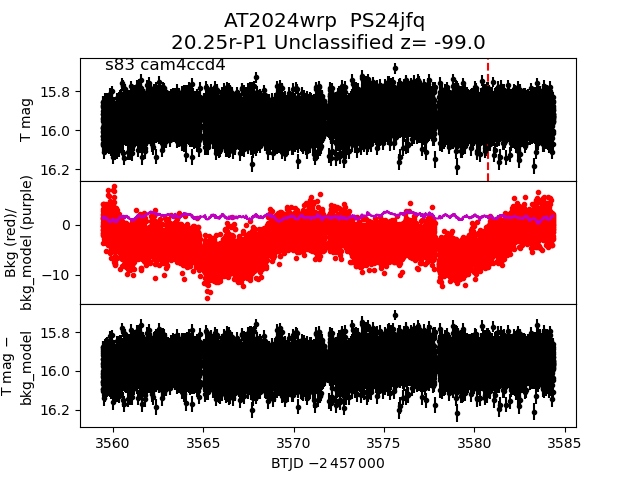 AT2024wrp  PS24jfq
20.25r-P1 Unclassified z= -99.0
s83 cam4ccd4
T mag
15.8
16.0
16.2
Bkg (red)/
bkg_model (purple)
0
−10
T mag −
bkg_model
15.8
16.0
16.2
3560 3565 3570 3575 3580 3585
BTJD −2 457 000